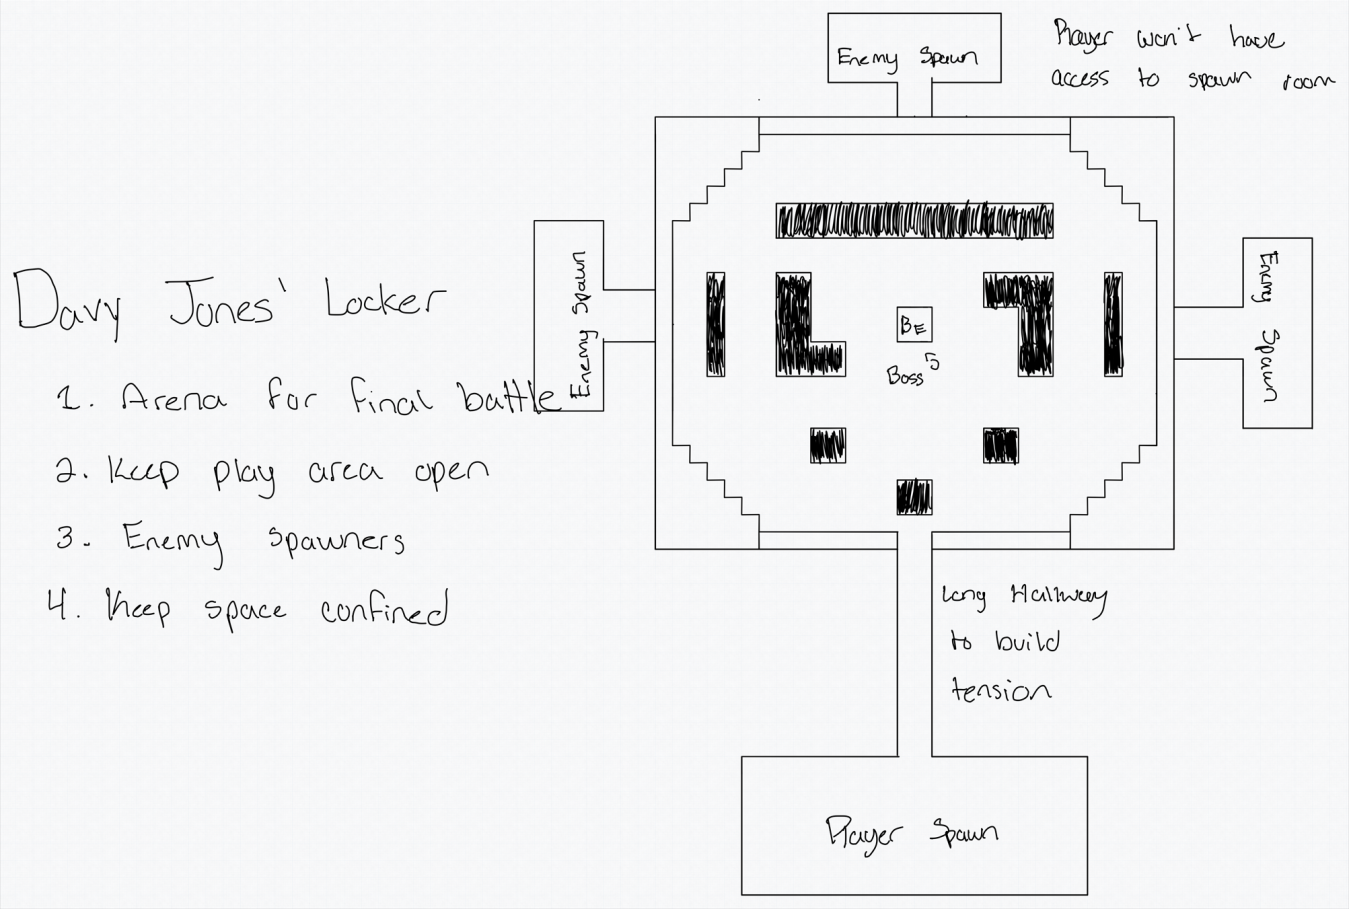 Enemy Spawn
Player won't have
access to spawn room
Davy Jones' Locker
1. Arena for final battle
2. Keep play area open
3. Enemy spawners
4. Keep space confined
Enemy Spawn
Enemy Spawn
BE
Boss
Long Hallway
to build
tension
Player Spawn